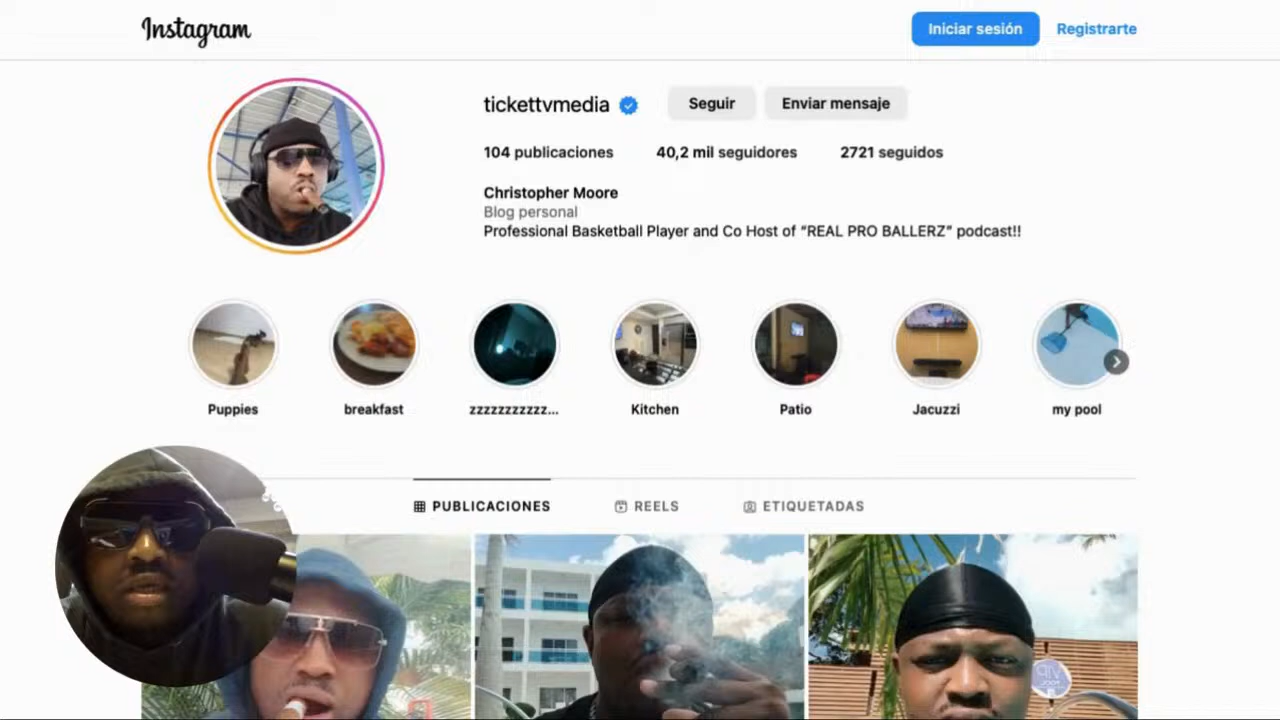 Instagram
Iniciar sesión
Registrarte
tickettvmedia
Seguir
Enviar mensaje
104 publicaciones
40,2 mil seguidores
2721 seguidos
Christopher Moore
Blog personal
Professional Basketball Player and Co Host of “REAL PRO BALLERZ” podcast!!
Puppies
breakfast
zzzzzzzzzzz...
Kitchen
Patio
Jacuzzi
my pool
PUBLICACIONES
REELS
ETIQUETADAS